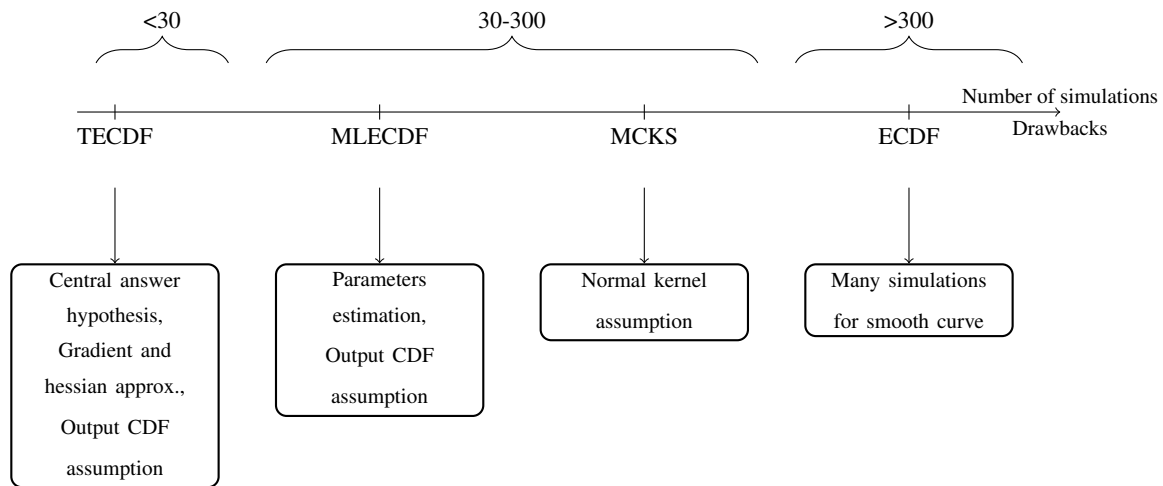 <30
30-300
>300
Number of simulations
Drawbacks
TECDF
MLECDF
MCKS
ECDF
Central answer
hypothesis,
Gradient and
hessian approx.,
Output CDF
assumption
Parameters
estimation,
Output CDF
assumption
Normal kernel
assumption
Many simulations
for smooth curve